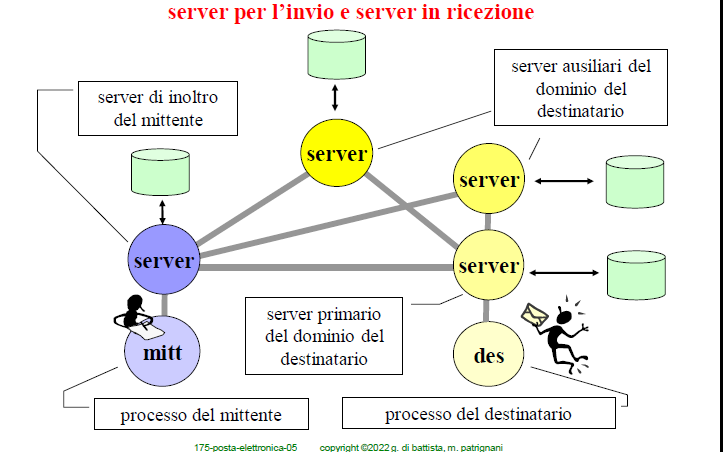 server per l’invio e server in ricezione
server di inoltro
del mittente
server ausiliari del
dominio del
destinatario
server
server
server
server
server primario
del dominio del
destinatario
mitt
des
processo del mittente
processo del destinatario
175-posta-elettronica-05 copyright ©2022 g. di battista, m. patrignani